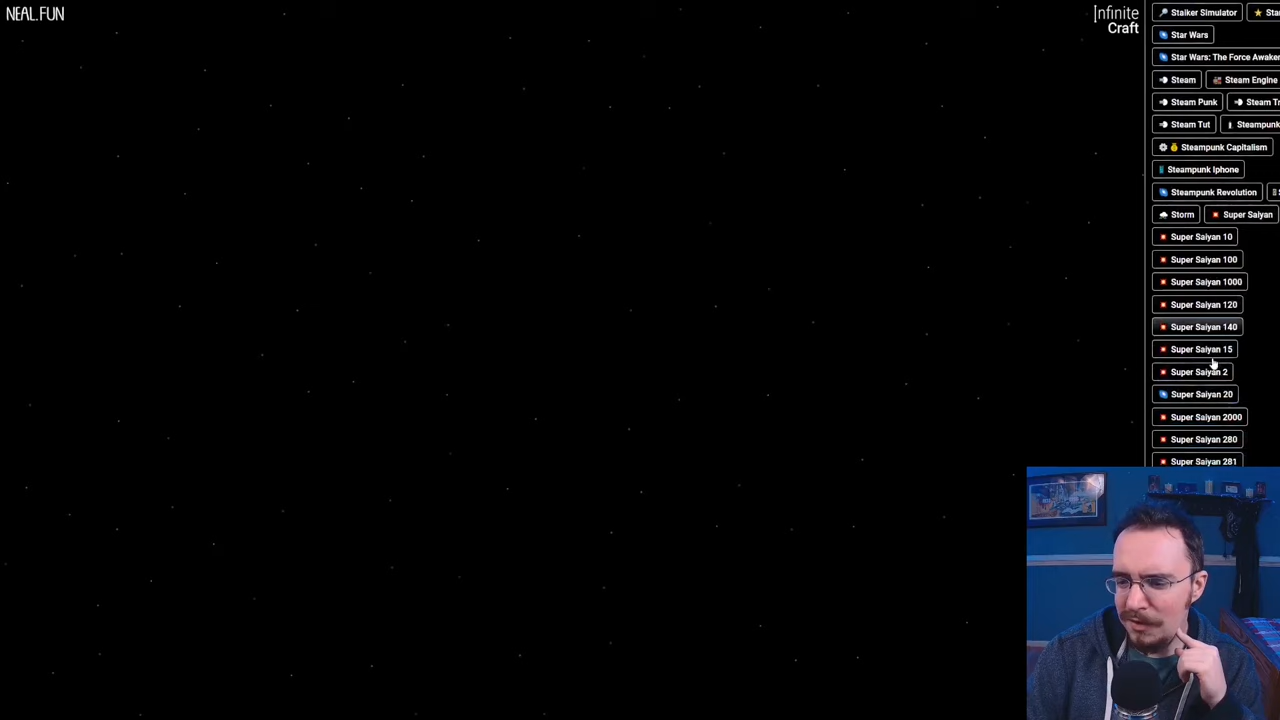 NEAL.FUN
Infinite
Craft
Stalker Simulator
Star Wars
Star Wars: The Force Awaken
Steam Steam Engine
Steam Punk
Steam Tut Steampunk
Steampunk Capitalism
Steampunk Iphone
Steampunk Revolution
Storm Super Saiyan
Super Saiyan 10
Super Saiyan 100
Super Saiyan 1000
Super Saiyan 120
Super Saiyan 140
Super Saiyan 15
Super Saiyan 2
Super Saiyan 20
Super Saiyan 2000
Super Saiyan 280
Super Saiyan 281